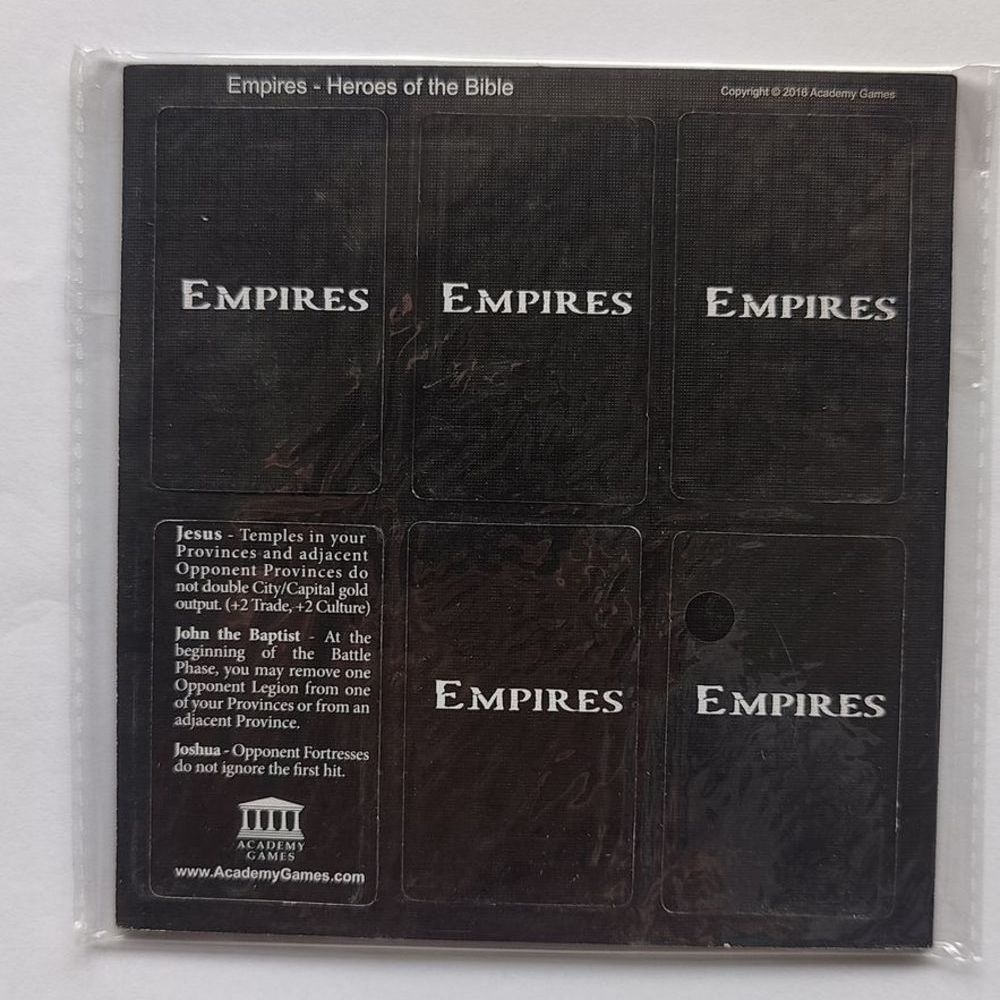 Empires - Heroes of the Bible
Copyright © 2016 Academy Games
EMPIRES
EMPIRES
EMPIRES
Jesus - Temples in your
Provinces and adjacent
Opponent Provinces do
not double City/Capital gold
output. (+2 Trade, +2 Culture)
John the Baptist - At the
beginning of the Battle
Phase, you may remove one
Opponent Legion from one
of your Provinces or from an
adjacent Province.
Joshua - Opponent Fortresses
do not ignore the first hit.
ACADEMY
GAMES
www.AcademyGames.com
EMPIRES
EMPIRES